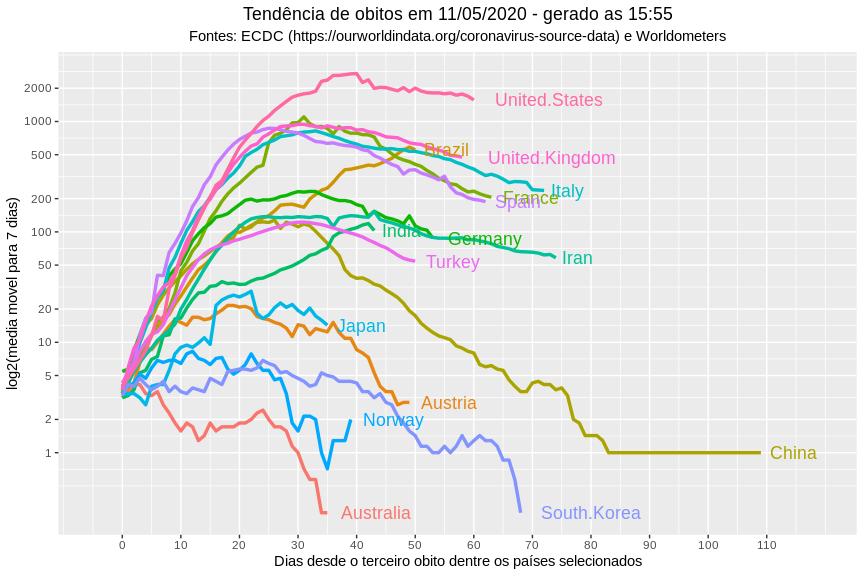 Tendência de obitos em 11/05/2020 - gerado as 15:55
Fontes: ECDC (https://ourworldindata.org/coronavirus-source-data) e Worldometers
log2(media movel para 7 dias)
2000
1000
500
200
100
50
20
10
5
2
1
United.States
Brazil
United.Kingdom
Italy
France
Spain
India
Germany
Iran
Turkey
Japan
Austria
Norway
China
Australia
South.Korea
0 10 20 30 40 50 60 70 80 90 100 110
Dias desde o terceiro obito dentre os países selecionados